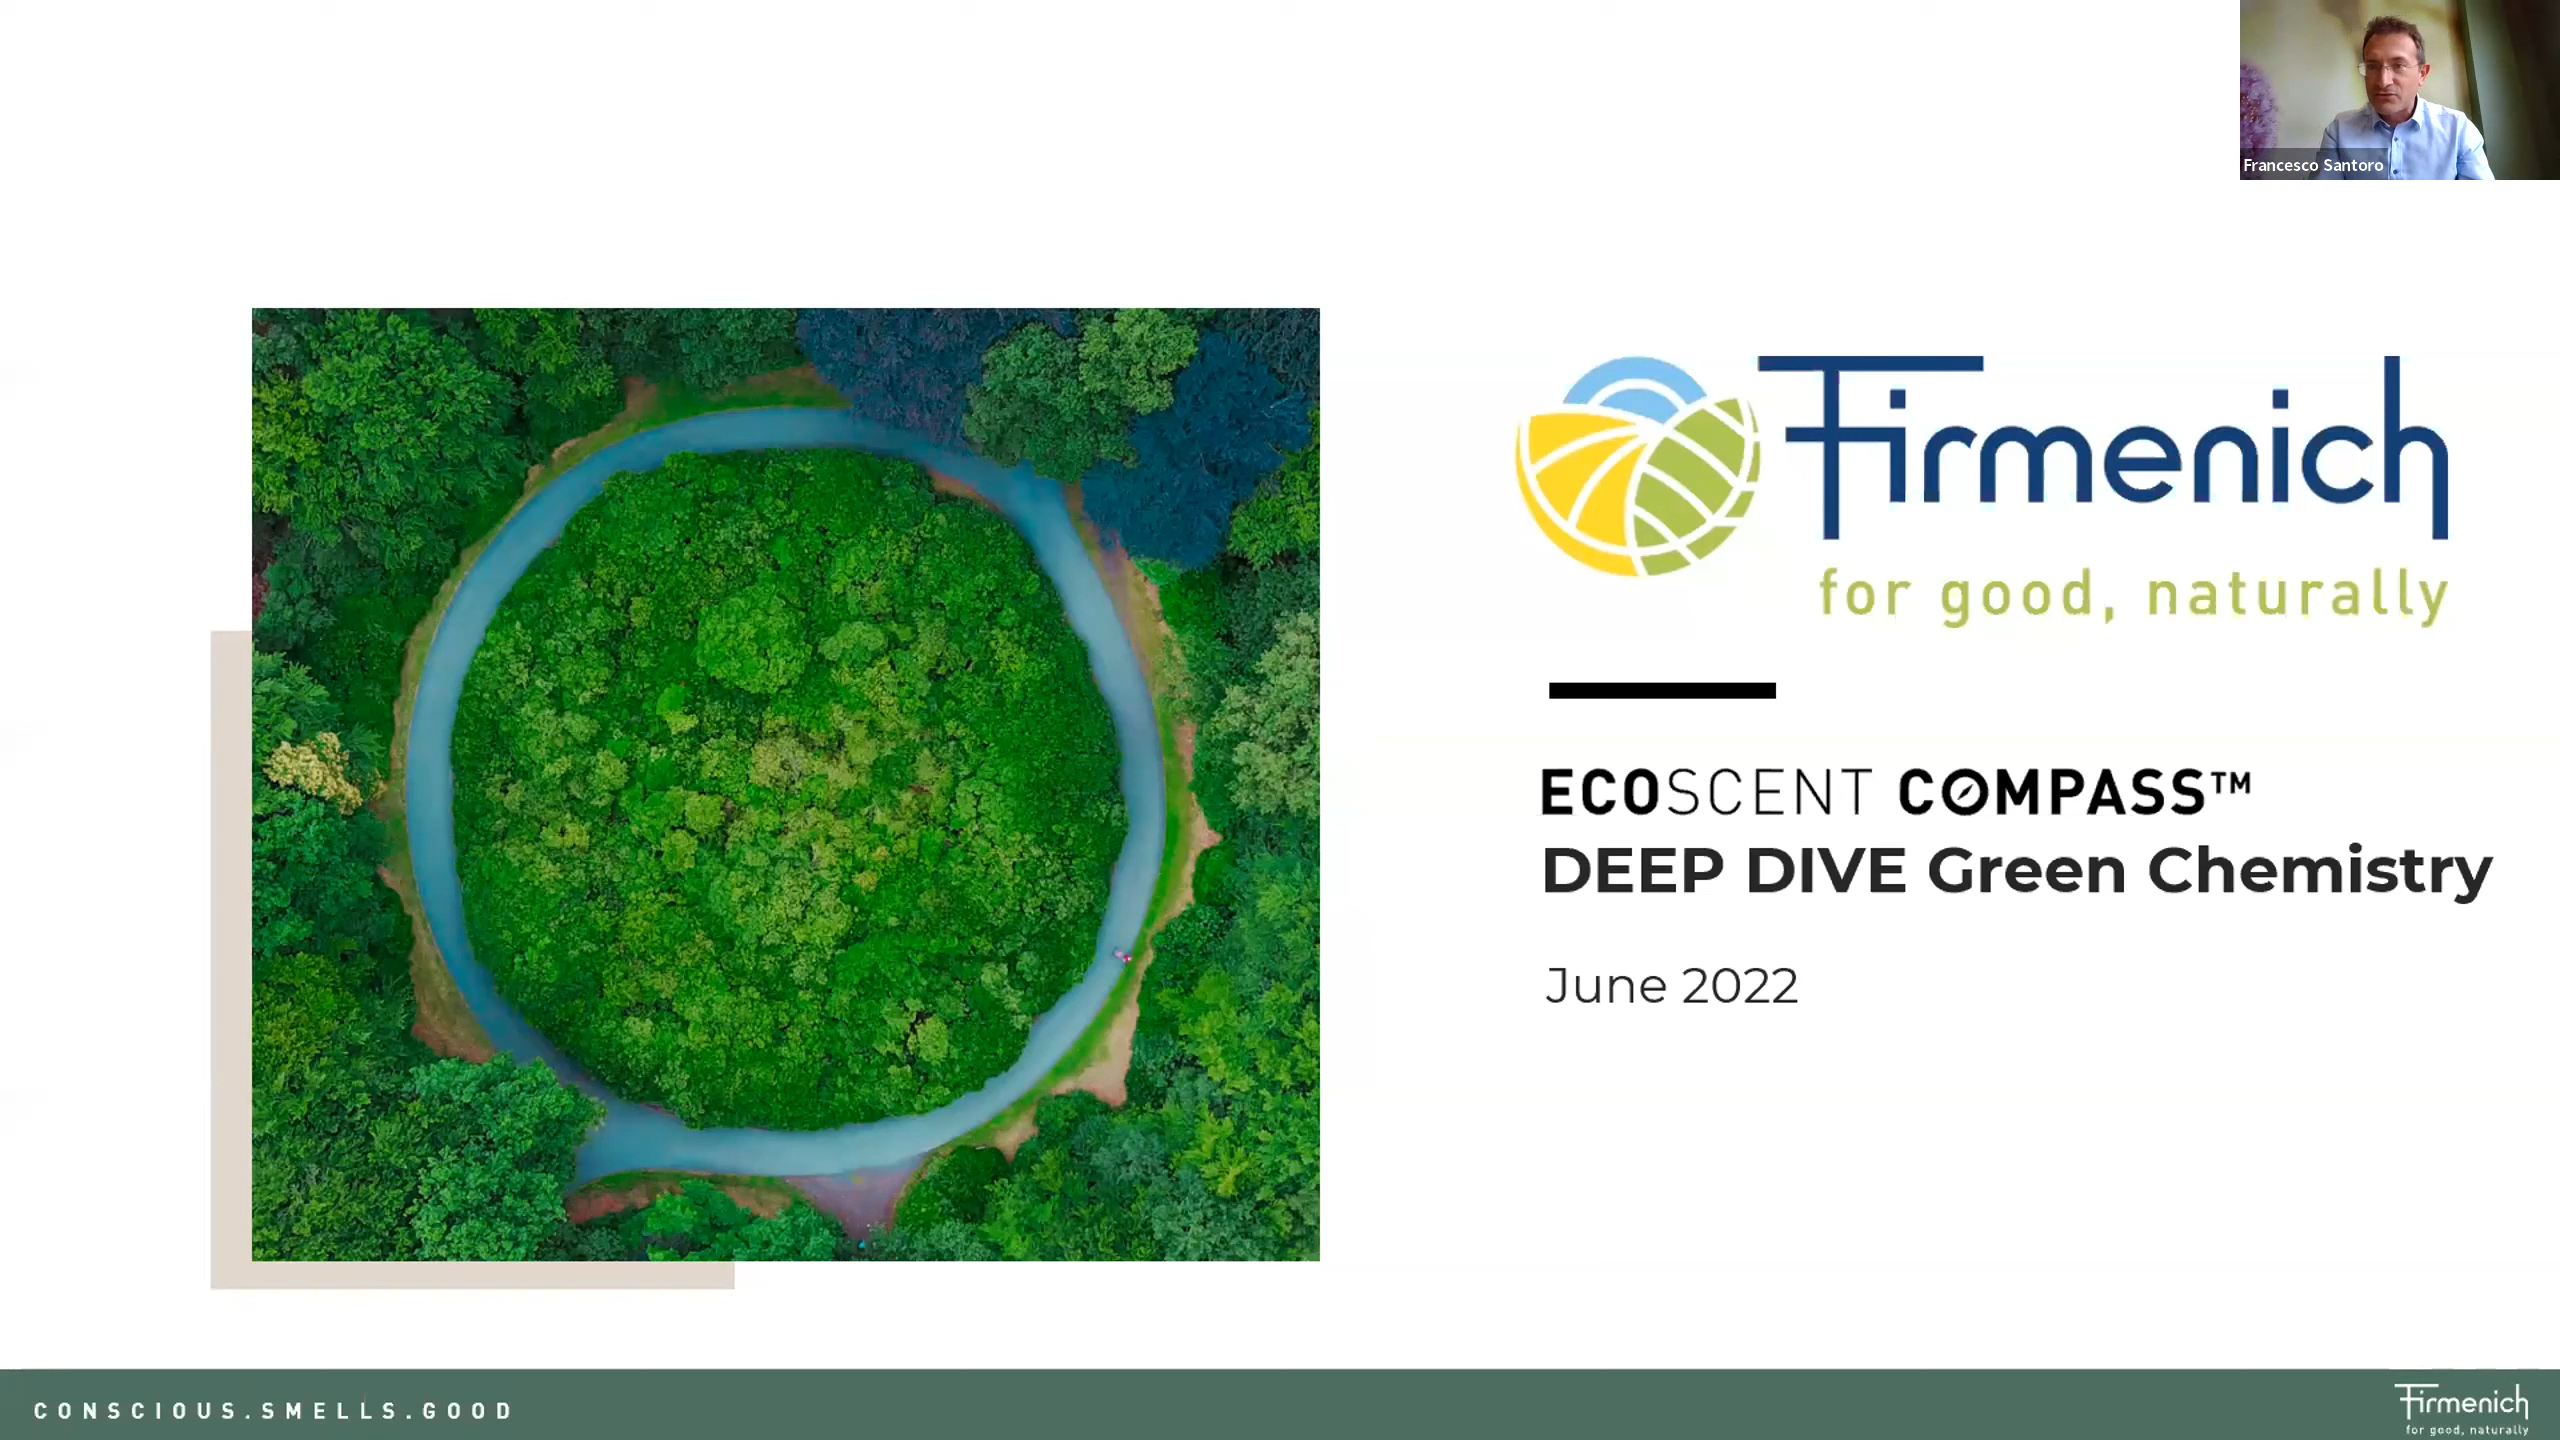 Francesco Santoro
Firmenich
for good, naturally
ECOSCENT COMPASS™
DEEP DIVE Green Chemistry
June 2022
CONSCIOUS.SMELLS.GOOD
Firmenich
for good, naturally